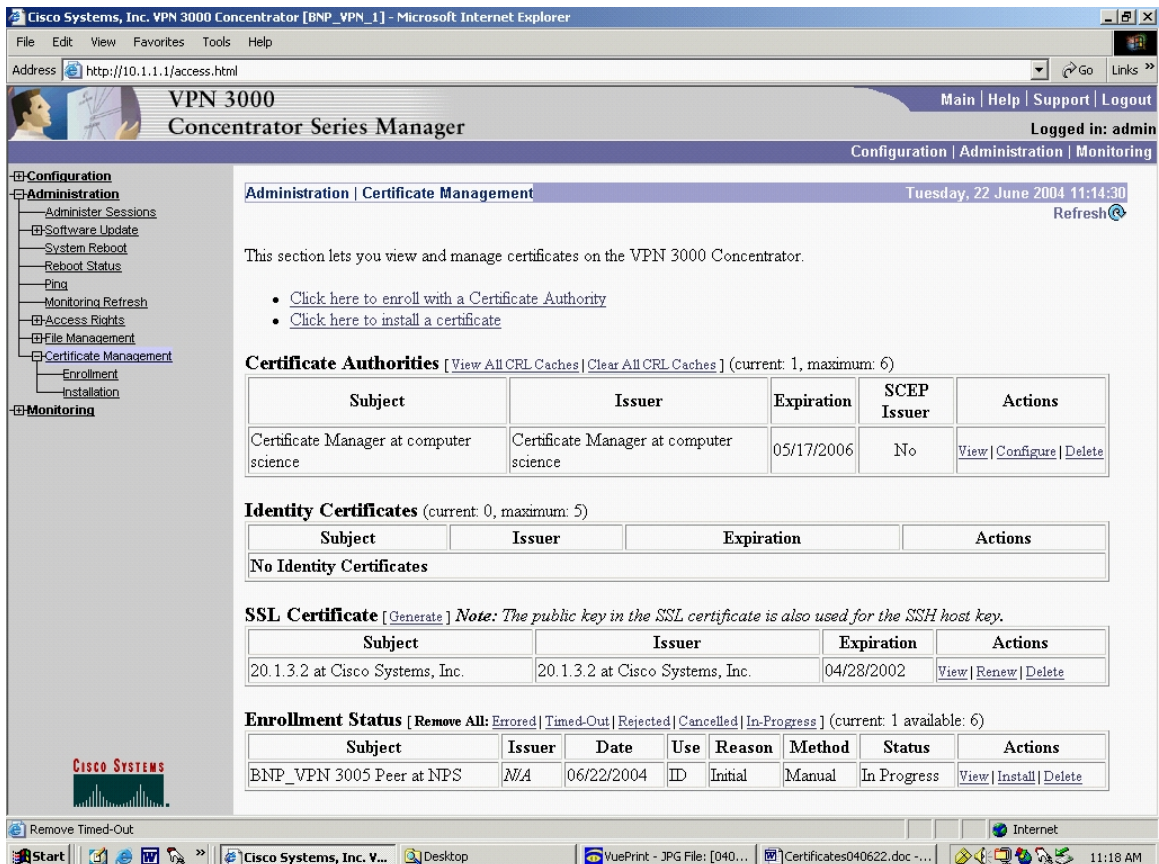 Cisco Systems, Inc. VPN 3000 Concentrator [BNP_VPN_1] - Microsoft Internet Explorer
File Edit View Favorites Tools Help
Address http://10.1.1.1/access.html Go Links »
VPN 3000
Concentrator Series Manager
Main | Help | Support | Logout
Logged in: admin
Configuration | Administration | Monitoring
Configuration
Administration
Administer Sessions
Software Update
System Reboot
Reboot Status
Ping
Monitoring Refresh
Access Rights
File Management
Certificate Management
Enrollment
Installation
Monitoring
CISCO SYSTEMS
Administration | Certificate Management Tuesday, 22 June 2004 11:14:30
Refresh
This section lets you view and manage certificates on the VPN 3000 Concentrator.
• Click here to enroll with a Certificate Authority
• Click here to install a certificate
Certificate Authorities [ View All CRL Caches | Clear All CRL Caches ] (current: 1, maximum: 6)
Subject Issuer Expiration SCEP Issuer Actions
Certificate Manager at computer science Certificate Manager at computer science 05/17/2006 No View | Configure | Delete
Identity Certificates (current: 0, maximum: 5)
Subject Issuer Expiration Actions
No Identity Certificates
SSL Certificate [ Generate ] Note: The public key in the SSL certificate is also used for the SSH host key.
Subject Issuer Expiration Actions
20.1.3.2 at Cisco Systems, Inc. 20.1.3.2 at Cisco Systems, Inc. 04/28/2002 View | Renew | Delete
Enrollment Status [ Remove All: Errored | Timed-Out | Rejected | Cancelled | In-Progress ] (current: 1 available: 6)
Subject Issuer Date Use Reason Method Status Actions
BNP_VPN 3005 Peer at NPS N/A 06/22/2004 ID Initial Manual In Progress View | Install | Delete
Remove Timed-Out Internet
Start » Cisco Systems, Inc. V... Desktop VuePrint - JPG File: [040... Certificates040622.doc -... 11:18 AM